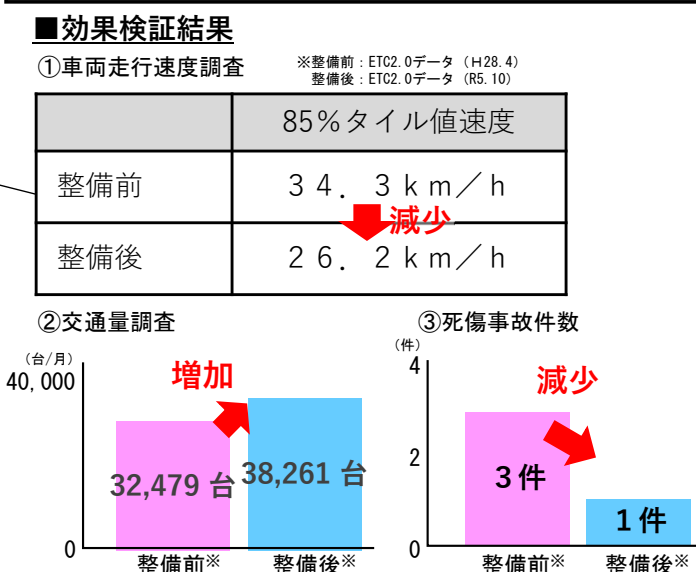 ■効果検証結果
①車両走行速度調査
※整備前：ETC2.0データ（H28.4）
整備後：ETC2.0データ（R5.10）
85％タイル値速度
整備前 ３４．３ｋｍ／ｈ
減少
整備後 ２６．２ｋｍ／ｈ
②交通量調査
（台/月）
40,000
増加
32,479 台
38,261 台
0
整備前※ 整備後※
③死傷事故件数
（件）
4
減少
2
３件
１件
0
整備前※ 整備後※